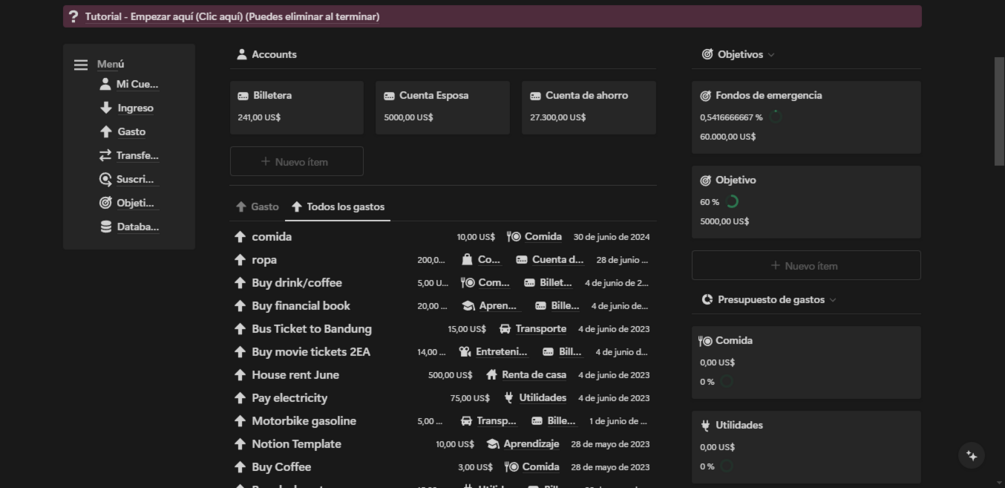 Tutorial - Empezar aquí (Clic aquí) (Puedes eliminar al terminar)
Menú
Mi Cue...
Ingreso
Gasto
Transfe...
Suscri...
Objeti...
Databa...
Accounts
Billetera
241,00 US$
Cuenta Esposa
5000,00 US$
Cuenta de ahorro
27.300,00 US$
+ Nuevo ítem
Gasto
Todos los gastos
comida 10,00 US$ Comida 30 de junio de 2024
ropa 200,0... Co... Cuenta d... 28 de junio ...
Buy drink/coffee 5,00 U... Com... Billet... 4 de junio de 2...
Buy financial book 20,00 ... Apren... Bille... 4 de junio de...
Bus Ticket to Bandung 15,00 US$ Transporte 4 de junio de 2023
Buy movie tickets 2EA 14,00 ... Entreteni... Bill... 4 de junio d...
House rent June 500,00 US$ Renta de casa 4 de junio de 2023
Pay electricity 75,00 US$ Utilidades 4 de junio de 2023
Motorbike gasoline 5,00 ... Transp... Bille... 1 de junio de ...
Notion Template 10,00 US$ Aprendizaje 28 de mayo de 2023
Buy Coffee 3,00 US$ Comida 28 de mayo de 2023
Objetivos
Fondos de emergencia
0,5416666667 %
60.000,00 US$
Objetivo
60 %
5000,00 US$
+ Nuevo ítem
Presupuesto de gastos
Comida
0,00 US$
0 %
Utilidades
0,00 US$
0 %